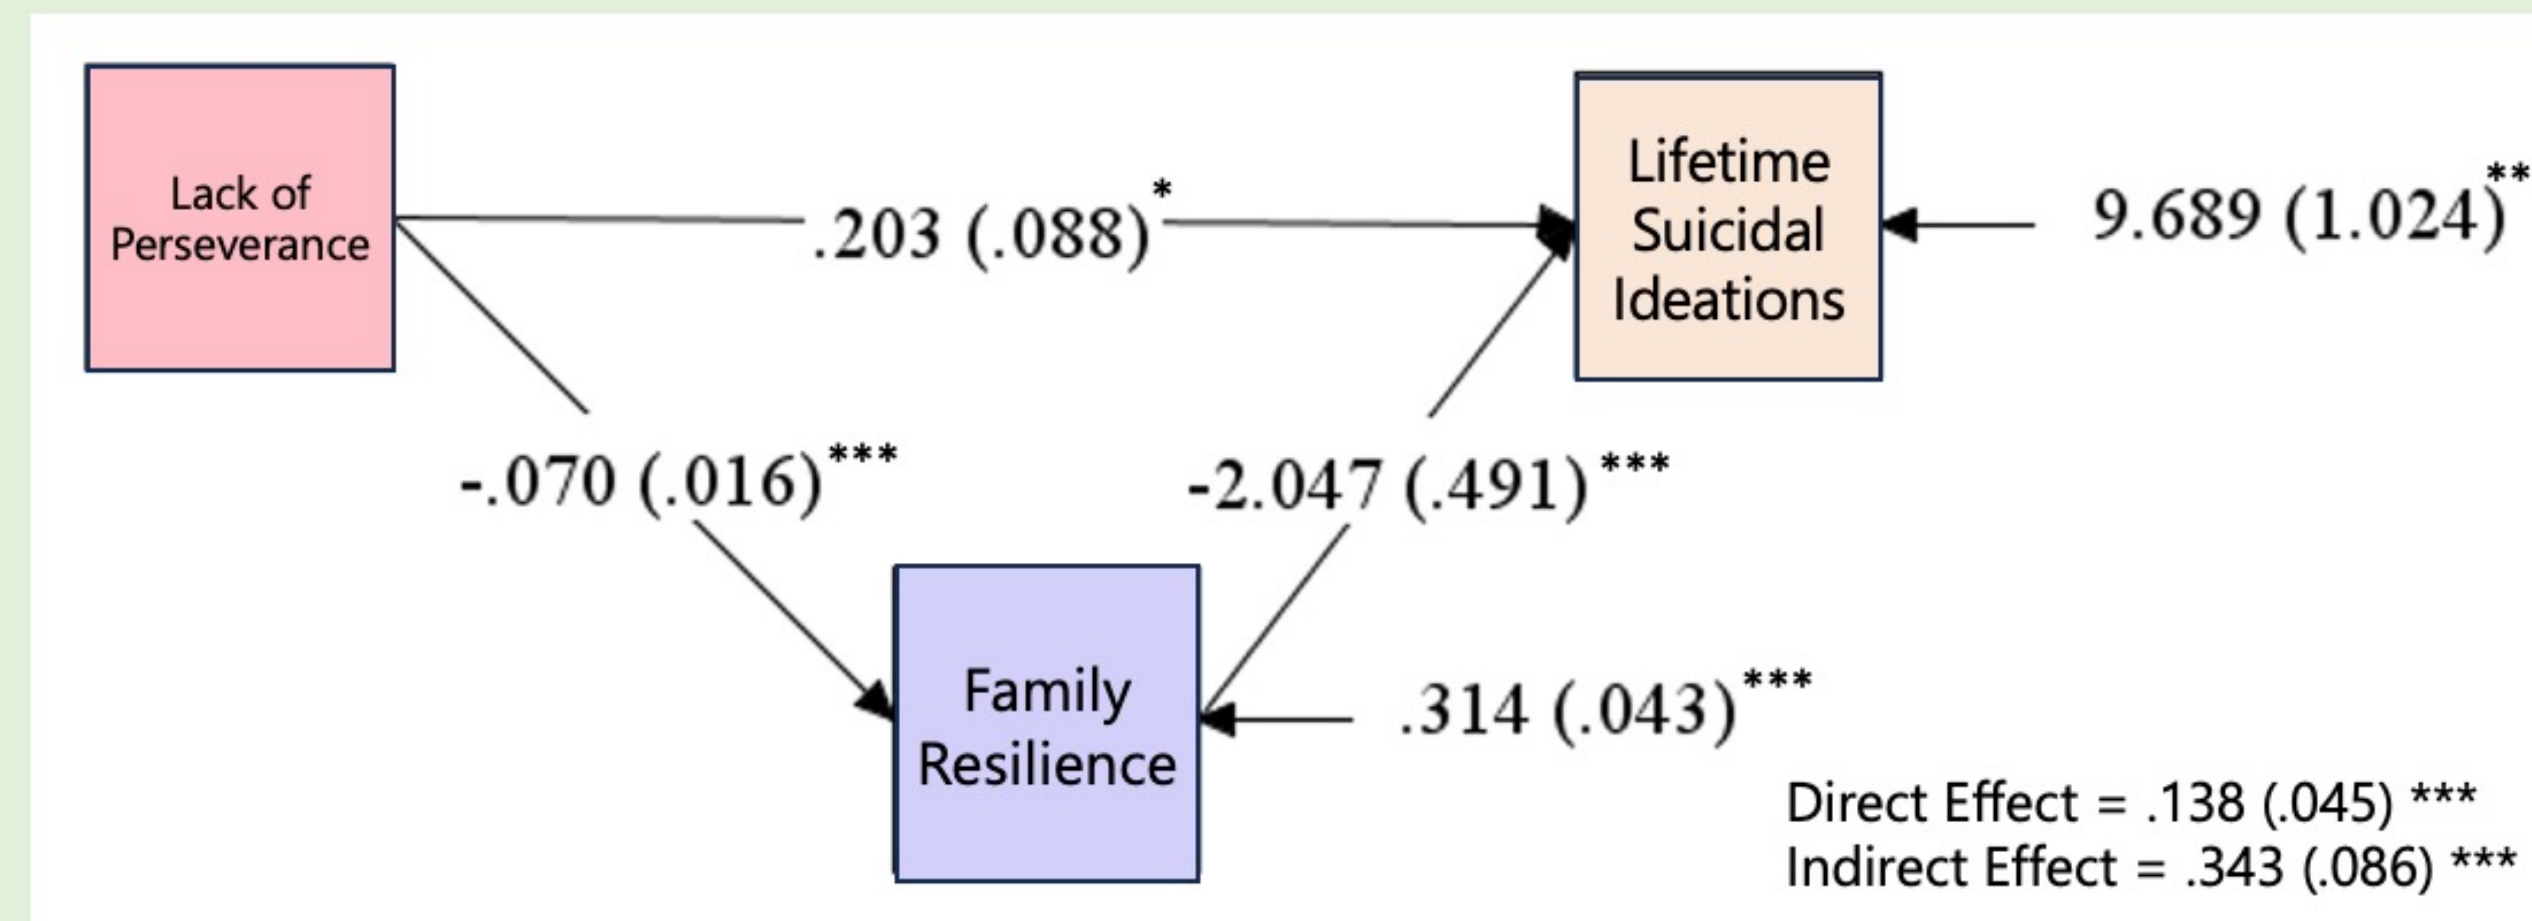 Lack of
Perseverance
.203 (.088)*
Lifetime
Suicidal
Ideations
9.689 (1.024)**
-.070 (.016)***
-2.047 (.491)***
Family
Resilience
.314 (.043)***
Direct Effect = .138 (.045) ***
Indirect Effect = .343 (.086) ***